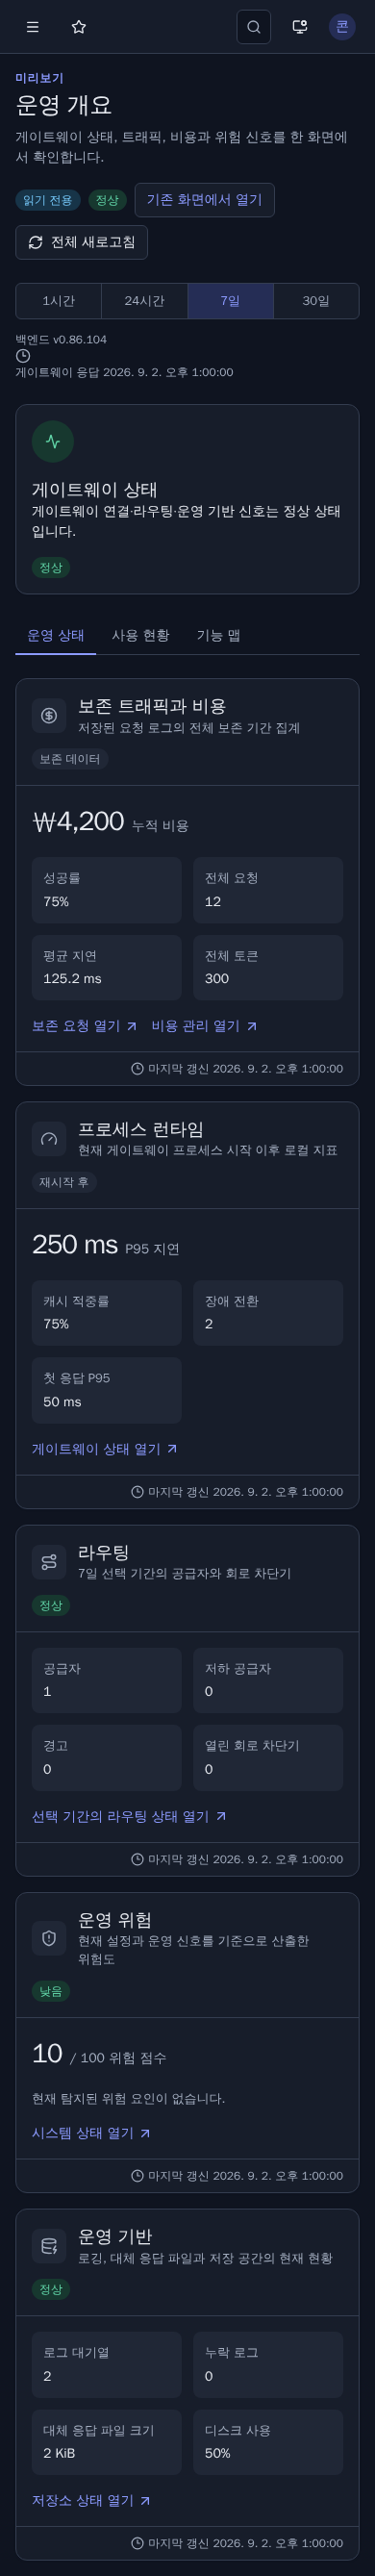 콘
미리보기
운영 개요
게이트웨이 상태, 트래픽, 비용과 위험 신호를 한 화면에
서 확인합니다.
읽기 전용 정상 기존 화면에서 열기
전체 새로고침
1시간 24시간 7일 30일
백엔드 v0.86.104
게이트웨이 응답 2026. 9. 2. 오후 1:00:00
게이트웨이 상태
게이트웨이 연결·라우팅·운영 기반 신호는 정상 상태
입니다.
정상
운영 상태 사용 현황 기능 맵
보존 트래픽과 비용
저장된 요청 로그의 전체 보존 기간 집계
보존 데이터
₩4,200 누적 비용
성공률 전체 요청
75% 12
평균 지연 전체 토큰
125.2 ms 300
보존 요청 열기 비용 관리 열기
마지막 갱신 2026. 9. 2. 오후 1:00:00
프로세스 런타임
현재 게이트웨이 프로세스 시작 이후 로컬 지표
재시작 후
250 ms P95 지연
캐시 적중률 장애 전환
75% 2
첫 응답 P95
50 ms
게이트웨이 상태 열기
마지막 갱신 2026. 9. 2. 오후 1:00:00
라우팅
7일 선택 기간의 공급자와 회로 차단기
정상
공급자 저하 공급자
1 0
경고 열린 회로 차단기
0 0
선택 기간의 라우팅 상태 열기
마지막 갱신 2026. 9. 2. 오후 1:00:00
운영 위험
현재 설정과 운영 신호를 기준으로 산출한
위험도
낮음
10 / 100 위험 점수
현재 탐지된 위험 요인이 없습니다.
시스템 상태 열기
마지막 갱신 2026. 9. 2. 오후 1:00:00
운영 기반
로깅, 대체 응답 파일과 저장 공간의 현재 현황
정상
로그 대기열 누락 로그
2 0
대체 응답 파일 크기 디스크 사용
2 KiB 50%
저장소 상태 열기
마지막 갱신 2026. 9. 2. 오후 1:00:00